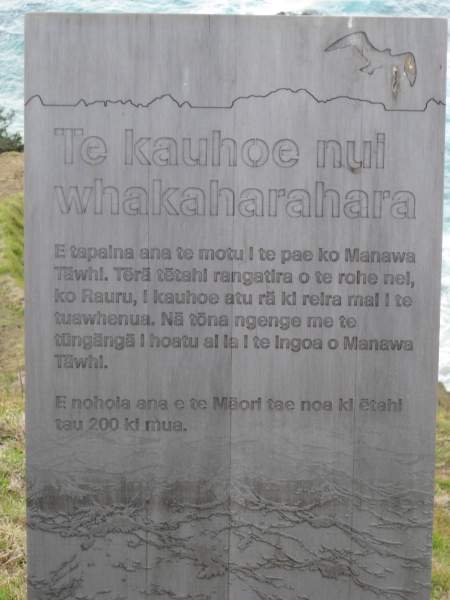 Te kauhoe nui
whakaharahara
E tapaina ana te motu i te pae ko Manawa
Tāwhi. Tērā tētahi rangatira o te rohe nei,
ko Rauru, i kauhoe atu rā ki reira mai i te
tuawhenua. Nā tōna ngenge me te
tūngāngā i hoatu ai ia i te ingoa o Manawa
Tāwhi.
E nohoia ana e te Māori tae noa ki ētahi
tau 200 ki mua.